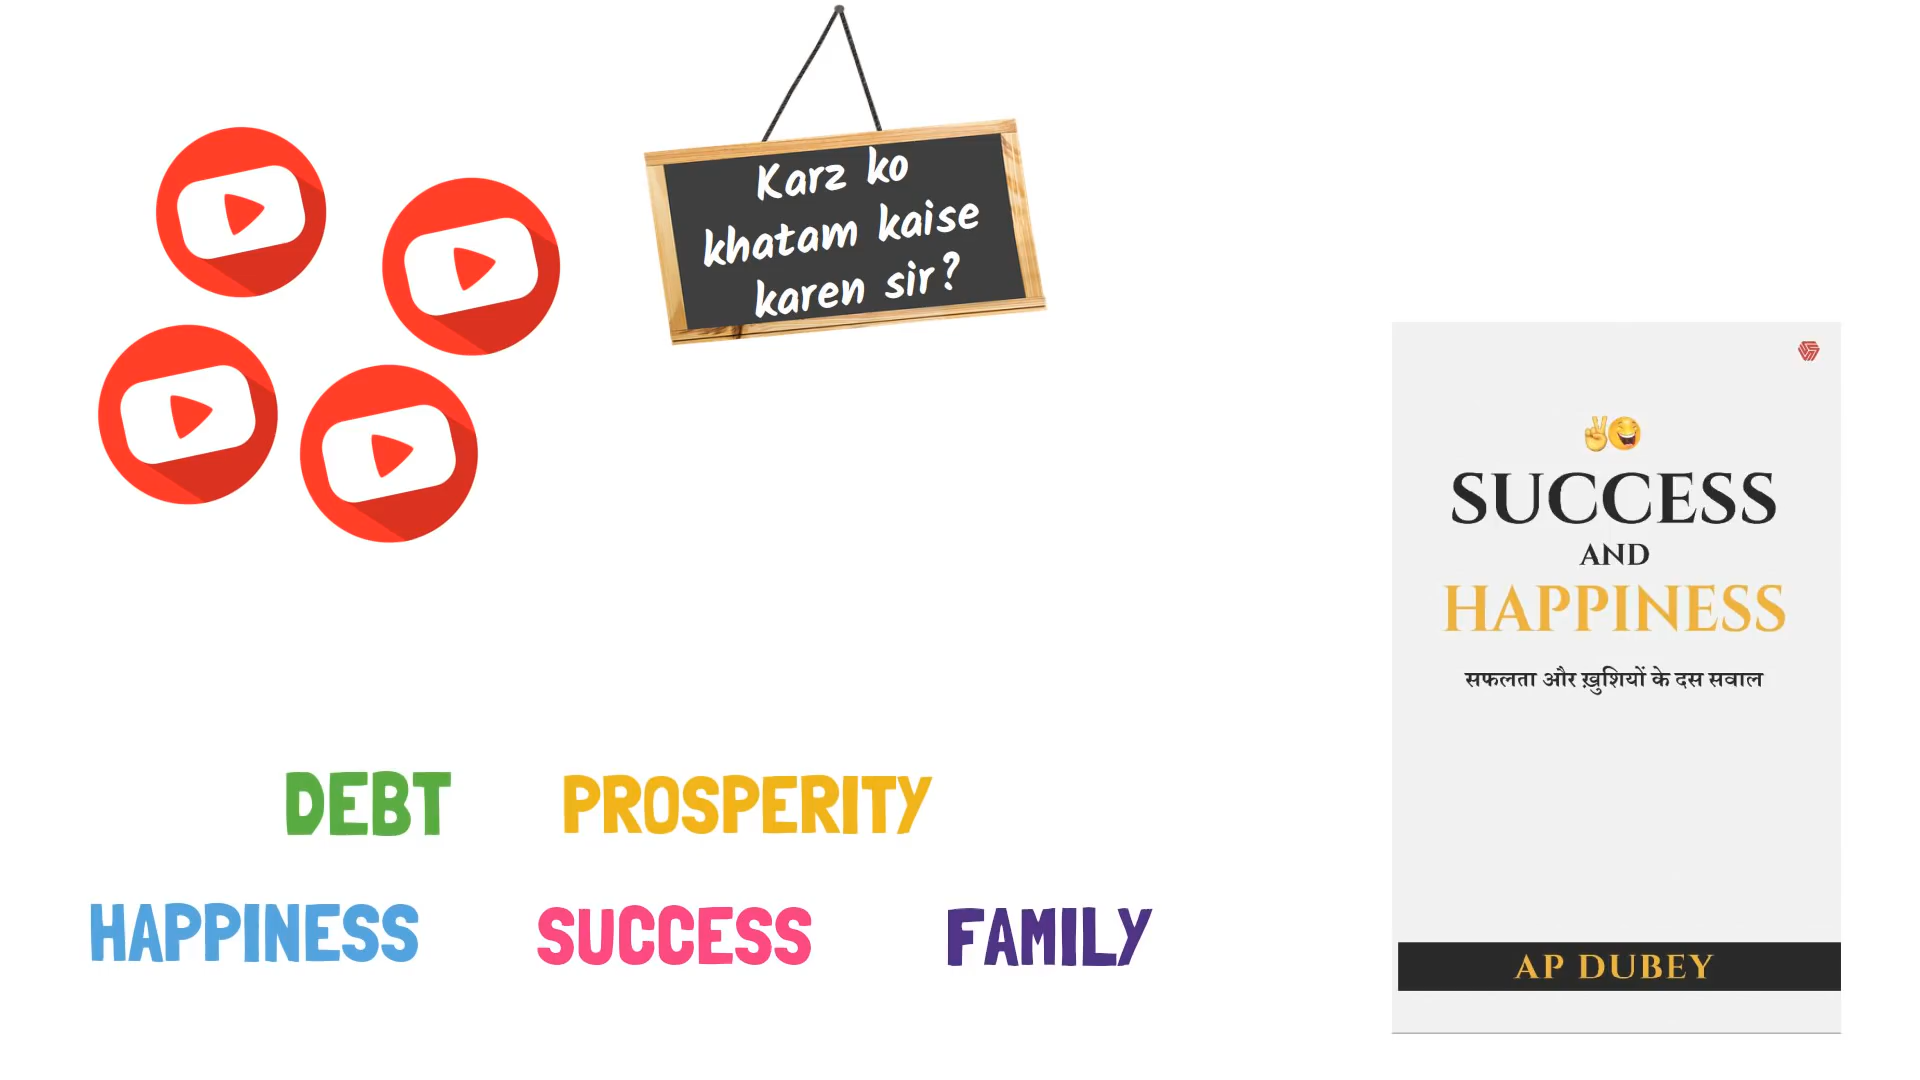 Karz ko
khatam kaise
karen sir?
SUCCESS
AND
HAPPINESS
सफलता और ख़ुशियों के दस सवाल
DEBT
PROSPERITY
HAPPINESS
SUCCESS
FAMILY
AP DUBEY